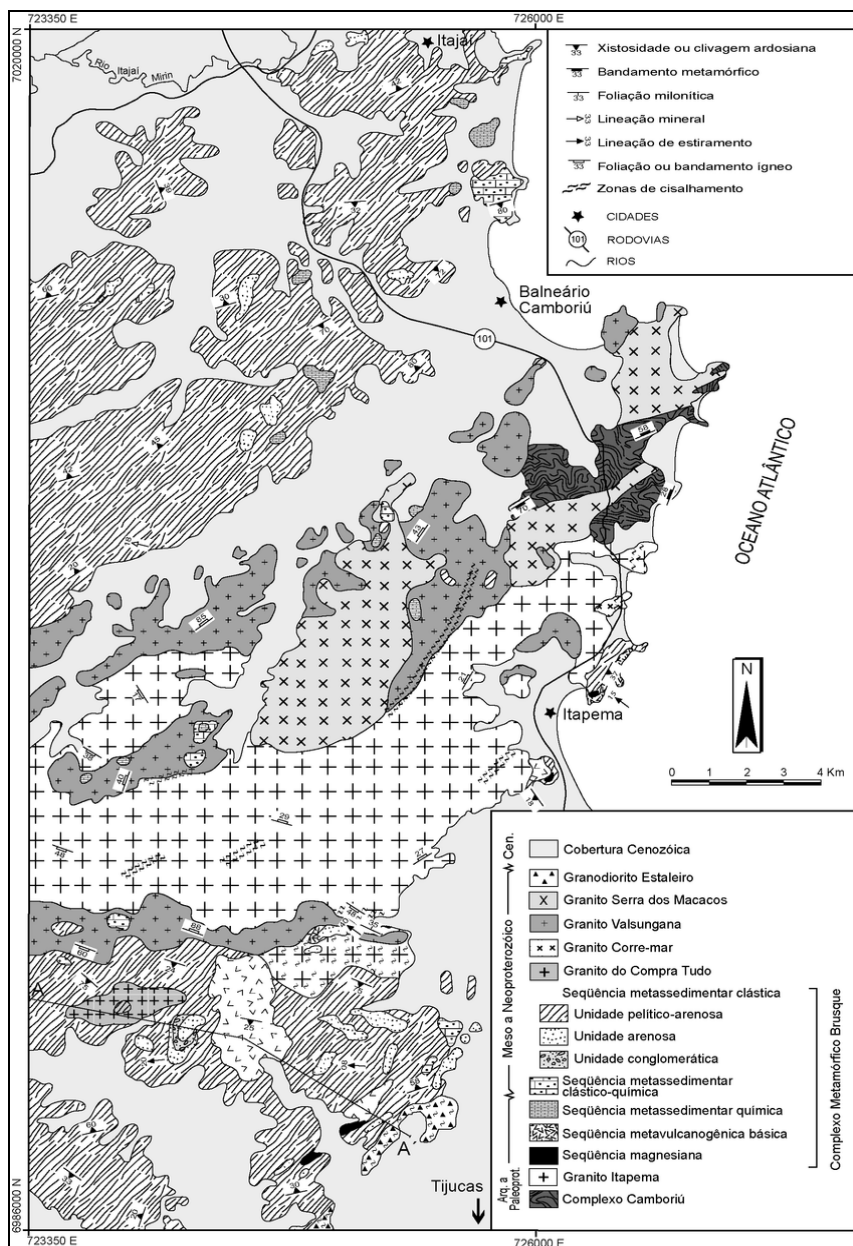 723350 E
726000 E
7020000 N
Itajaí
Rio
Itajaí
Mirin
Xistosidade ou clivagem ardosiana
Bandamento metamórfico
Foliação milonítica
Lineação mineral
Lineação de estiramento
Foliação ou bandamento ígneo
Zonas de cisalhamento
CIDADES
101
RODOVIAS
RIOS
Balneário
Camboriú
101
OCEANO ATLÂNTICO
N
Itapema
0 1 2 3 4 Km
Cen.
Meso a Neoproterozóico
Arq. a
Paleoprot.
Cobertura Cenozóica
Granodiorito Estaleiro
Granito Serra dos Macacos
Granito Valsungana
Granito Corre-mar
Granito do Compra Tudo
Seqüência metassedimentar clástica
Unidade pelítico-arenosa
Unidade arenosa
Unidade conglomerática
Seqüência metassedimentar
clástico-química
Seqüência metassedimentar química
Seqüência metavulcanogênica básica
Seqüência magnesiana
Granito Itapema
Complexo Camboriú
Complexo Metamórfico Brusque
A
A´
Tijucas
6986000 N
723350 E
726000 E